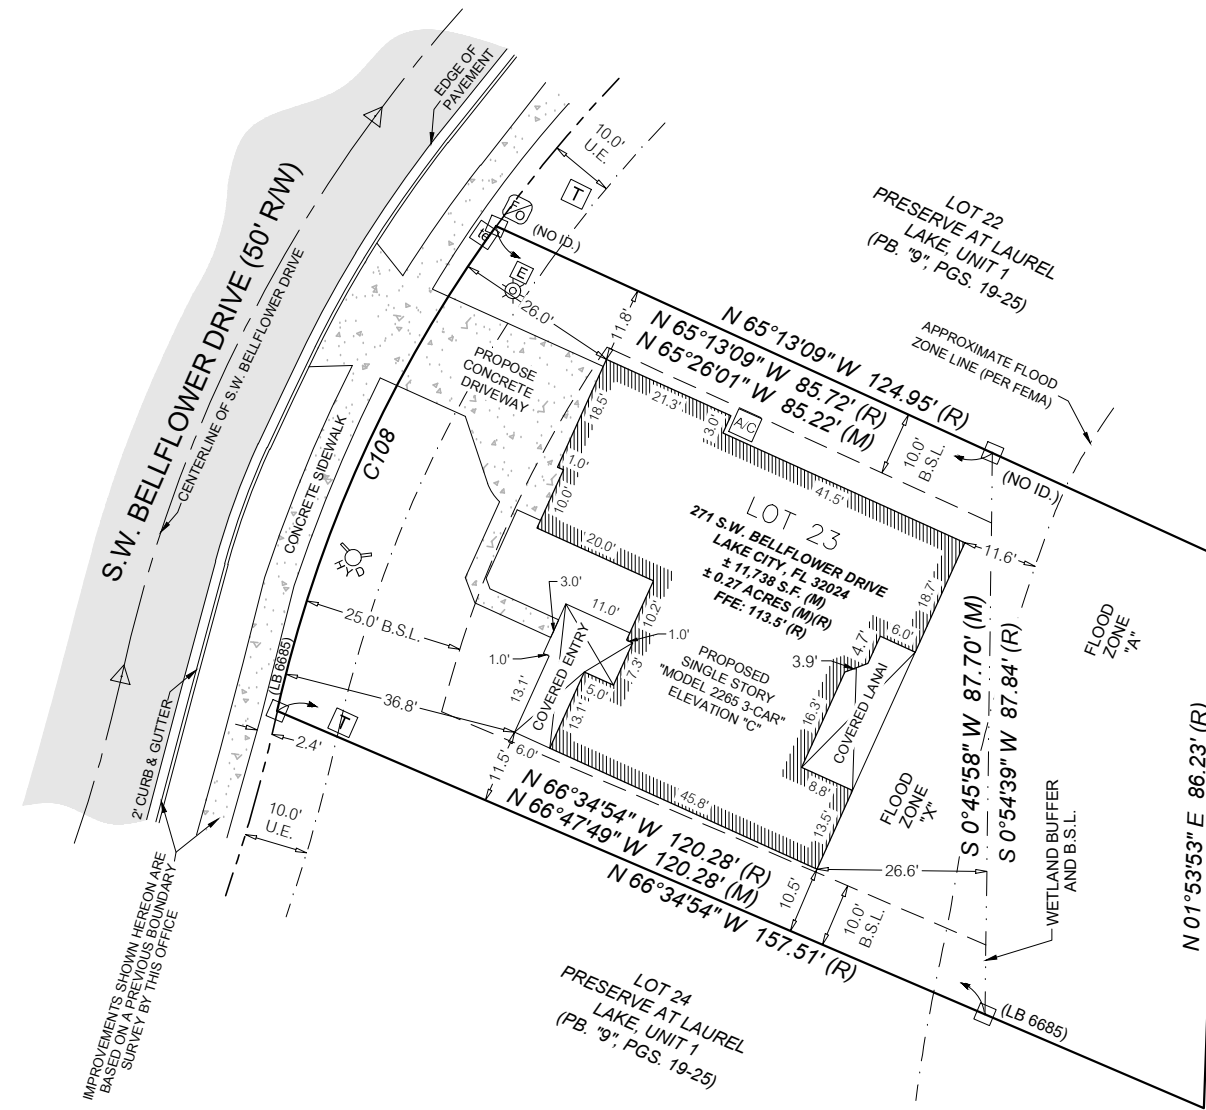 EDGE OF
PAVEMENT
10.0'
U.E.
T
LOT 22
PRESERVE AT LAUREL
LAKE, UNIT 1
(PB. "9", PGS. 19-25)
S.W. BELLFLOWER DRIVE (50' R/W)
CENTERLINE OF S.W. BELLFLOWER DRIVE
(NO ID.)
E
26.0'
11.8'
N 65°13'09" W 124.95' (R)
N 65°13'09" W 85.72' (R)
N 65°26'01" W 85.22' (M)
APPROXIMATE FLOOD
ZONE LINE (PER FEMA)
PROPOSE
CONCRETE
DRIVEWAY
18.5'
21.3'
3.0'
A/C
10.0'
B.S.L.
(NO ID.)
C108
CONCRETE SIDEWALK
1.0'
10.0'
41.5'
20.0'
LOT 23
271 S.W. BELLFLOWER DRIVE
LAKE CITY, FL 32024
± 11,738 S.F. (M)
± 0.27 ACRES (M)(R)
FFE: 113.5' (R)
11.6'
HYD
3.0'
11.0'
10.2'
18.7'
25.0' B.S.L.
1.0'
1.0'
6.0'
4.7'
3.9'
FLOOD
ZONE
"A"
S 0°45'58" W 87.70' (M)
S 0°54'39" W 87.84' (R)
PROPOSED
SINGLE STORY
"MODEL 2265 3-CAR"
ELEVATION "C"
COVERED ENTRY
13.1'
7.3'
5.0'
13.1'
16.3'
COVERED LANAI
(LB 6685)
36.8'
T
2.4'
2' CURB & GUTTER
6.0'
11.5'
8.8'
45.8'
13.5'
FLOOD
ZONE
"X"
N 01°53'53" E 86.23' (R)
N 66°34'54" W 120.28' (R)
N 66°47'49" W 120.28' (M)
N 66°34'54" W 157.51' (R)
10.0'
U.E.
26.6'
10.5'
10.0'
B.S.L.
WETLAND BUFFER
AND B.S.L.
(LB 6685)
IMPROVEMENTS SHOWN HEREON ARE
BASED ON A PREVIOUS BOUNDARY
SURVEY BY THIS OFFICE
LOT 24
PRESERVE AT LAUREL
LAKE, UNIT 1
(PB. "9", PGS. 19-25)